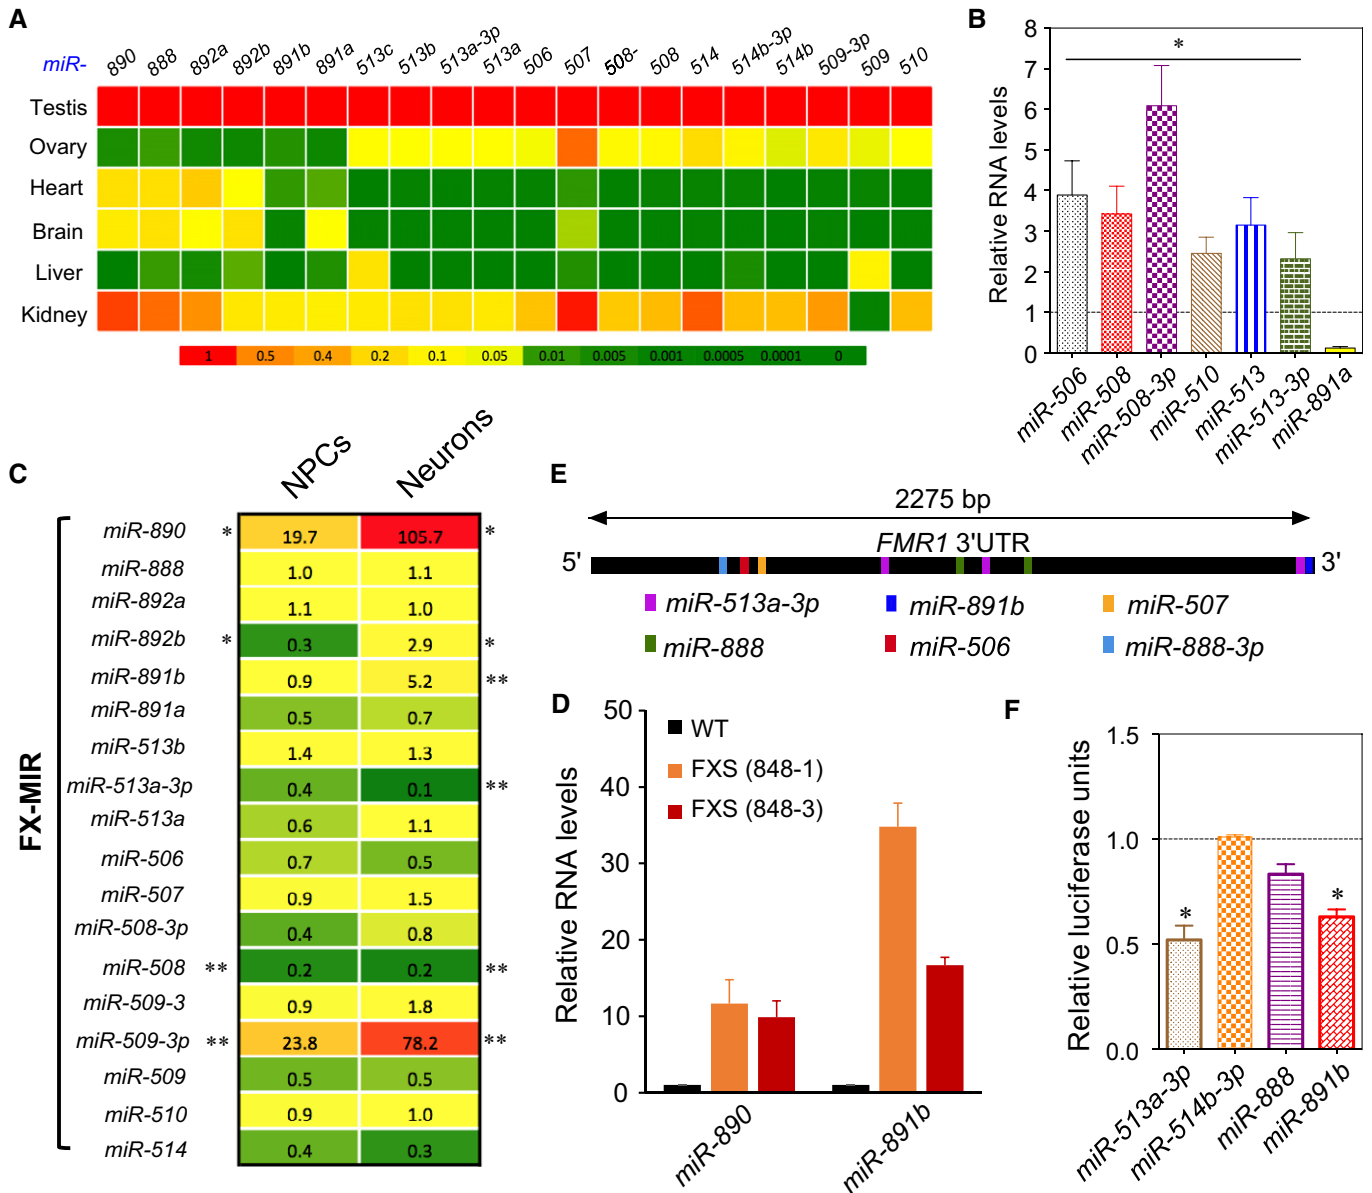 A
miR- 890 888 892a 892b 891b 891a 513c 513b 513a-3p 513a 506 507 508- 508 514 514b-3p 514b 509-3p 509 510
Testis
Ovary
Heart
Brain
Liver
Kidney
1 0.5 0.4 0.2 0.1 0.05 0.01 0.005 0.001 0.0005 0.0001 0
B
Relative RNA levels
8
7
6
5
4
3
2
1
0
*
miR-506 miR-508 miR-508-3p miR-510 miR-513 miR-513-3p miR-891a
C
NPCs Neurons
FX-MIR
miR-890 * 19.7 105.7 *
miR-888 1.0 1.1
miR-892a 1.1 1.0
miR-892b * 0.3 2.9 *
miR-891b 0.9 5.2 **
miR-891a 0.5 0.7
miR-513b 1.4 1.3
miR-513a-3p 0.4 0.1 **
miR-513a 0.6 1.1
miR-506 0.7 0.5
miR-507 0.9 1.5
miR-508-3p 0.4 0.8
miR-508 ** 0.2 0.2 **
miR-509-3 0.9 1.8
miR-509-3p ** 23.8 78.2 **
miR-509 0.5 0.5
miR-510 0.9 1.0
miR-514 0.4 0.3
E
2275 bp
FMR1 3'UTR
5' 3'
miR-513a-3p miR-891b miR-507
miR-888 miR-506 miR-888-3p
D
Relative RNA levels
50
40
30
20
10
0
WT
FXS (848-1)
FXS (848-3)
miR-890 miR-891b
F
Relative luciferase units
1.5
1.0
0.5
0.0
* *
miR-513a-3p miR-514b-3p miR-888 miR-891b